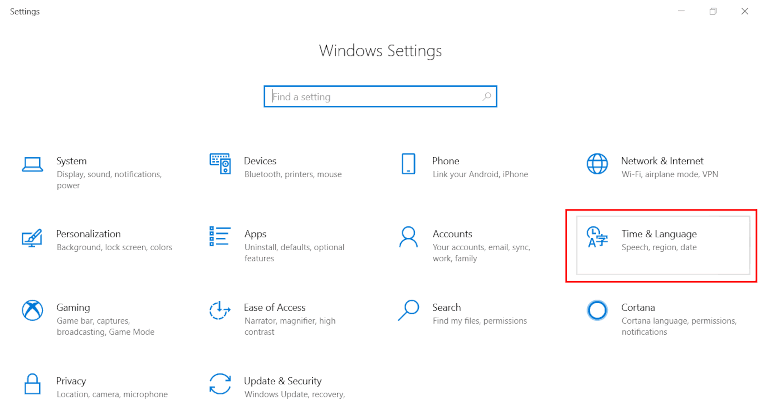 Settings
Windows Settings
Find a setting
System
Display, sound, notifications,
power
Devices
Bluetooth, printers, mouse
Phone
Link your Android, iPhone
Network & Internet
Wi-Fi, airplane mode, VPN
Personalization
Background, lock screen, colors
Apps
Uninstall, defaults, optional
features
Accounts
Your accounts, email, sync,
work, family
A字
Time & Language
Speech, region, date
Gaming
Game bar, captures,
broadcasting, Game Mode
Ease of Access
Narrator, magnifier, high
contrast
Search
Find my files, permissions
Cortana
Cortana language, permissions,
notifications
Privacy
Location, camera, microphone
Update & Security
Windows Update, recovery,